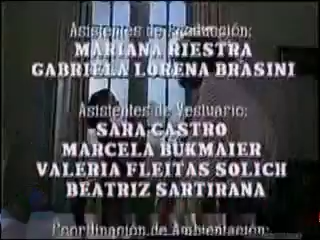 Asistentes de Producción:
MARIANA RIESTRA
GABRIELA LORENA BRASINI
Asistentes de Vestuario:
SARA CASTRO
MARCELA BUKMAIER
VALERIA FLEITAS SOLICH
BEATRIZ SARTIRANA
Coordinación de Ambientación: